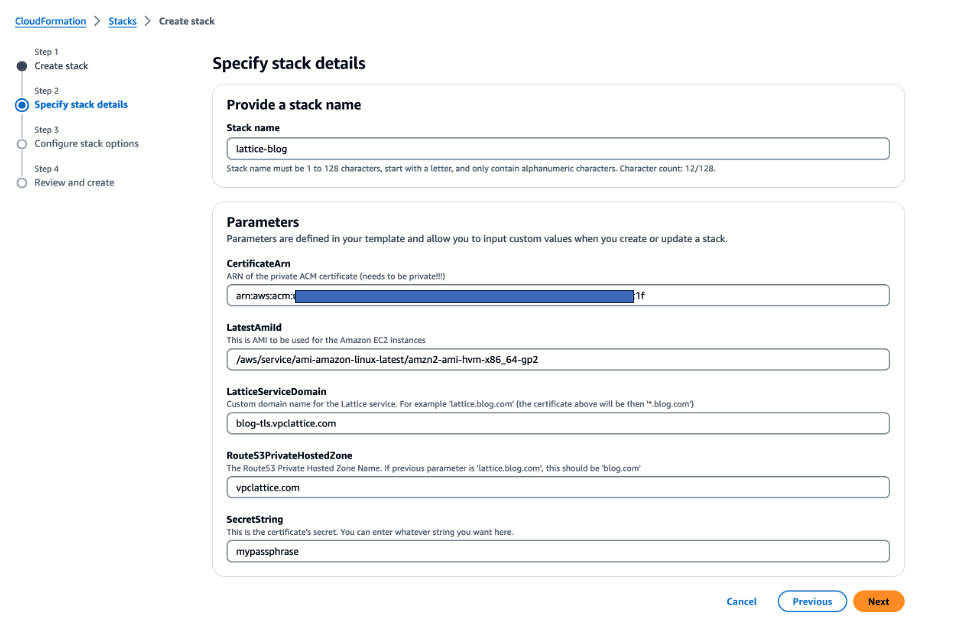 CloudFormation > Stacks > Create stack
Step 1
Create stack
Step 2
Specify stack details
Step 3
Configure stack options
Step 4
Review and create
Specify stack details
Provide a stack name
Stack name
lattice-blog
Stack name must be 1 to 128 characters, start with a letter, and only contain alphanumeric characters. Character count: 12/128.
Parameters
Parameters are defined in your template and allow you to input custom values when you create or update a stack.
CertificateArn
ARN of the private ACM certificate (needs to be private!!!)
arn:aws:acm: :1f
LatestAmiId
This is AMI to be used for the Amazon EC2 instances
/aws/service/ami-amazon-linux-latest/amzn2-ami-hvm-x86_64-gp2
LatticeServiceDomain
Custom domain name for the Lattice service. For example 'lattice.blog.com' (the certificate above will be then '*.blog.com')
blog-tls.vpclattice.com
Route53PrivateHostedZone
The Route53 Private Hosted Zone Name. If previous parameter is 'lattice.blog.com', this should be 'blog.com'
vpclattice.com
SecretString
This is the certificate's secret. You can enter whatever string you want here.
mypassphrase
Cancel Previous Next